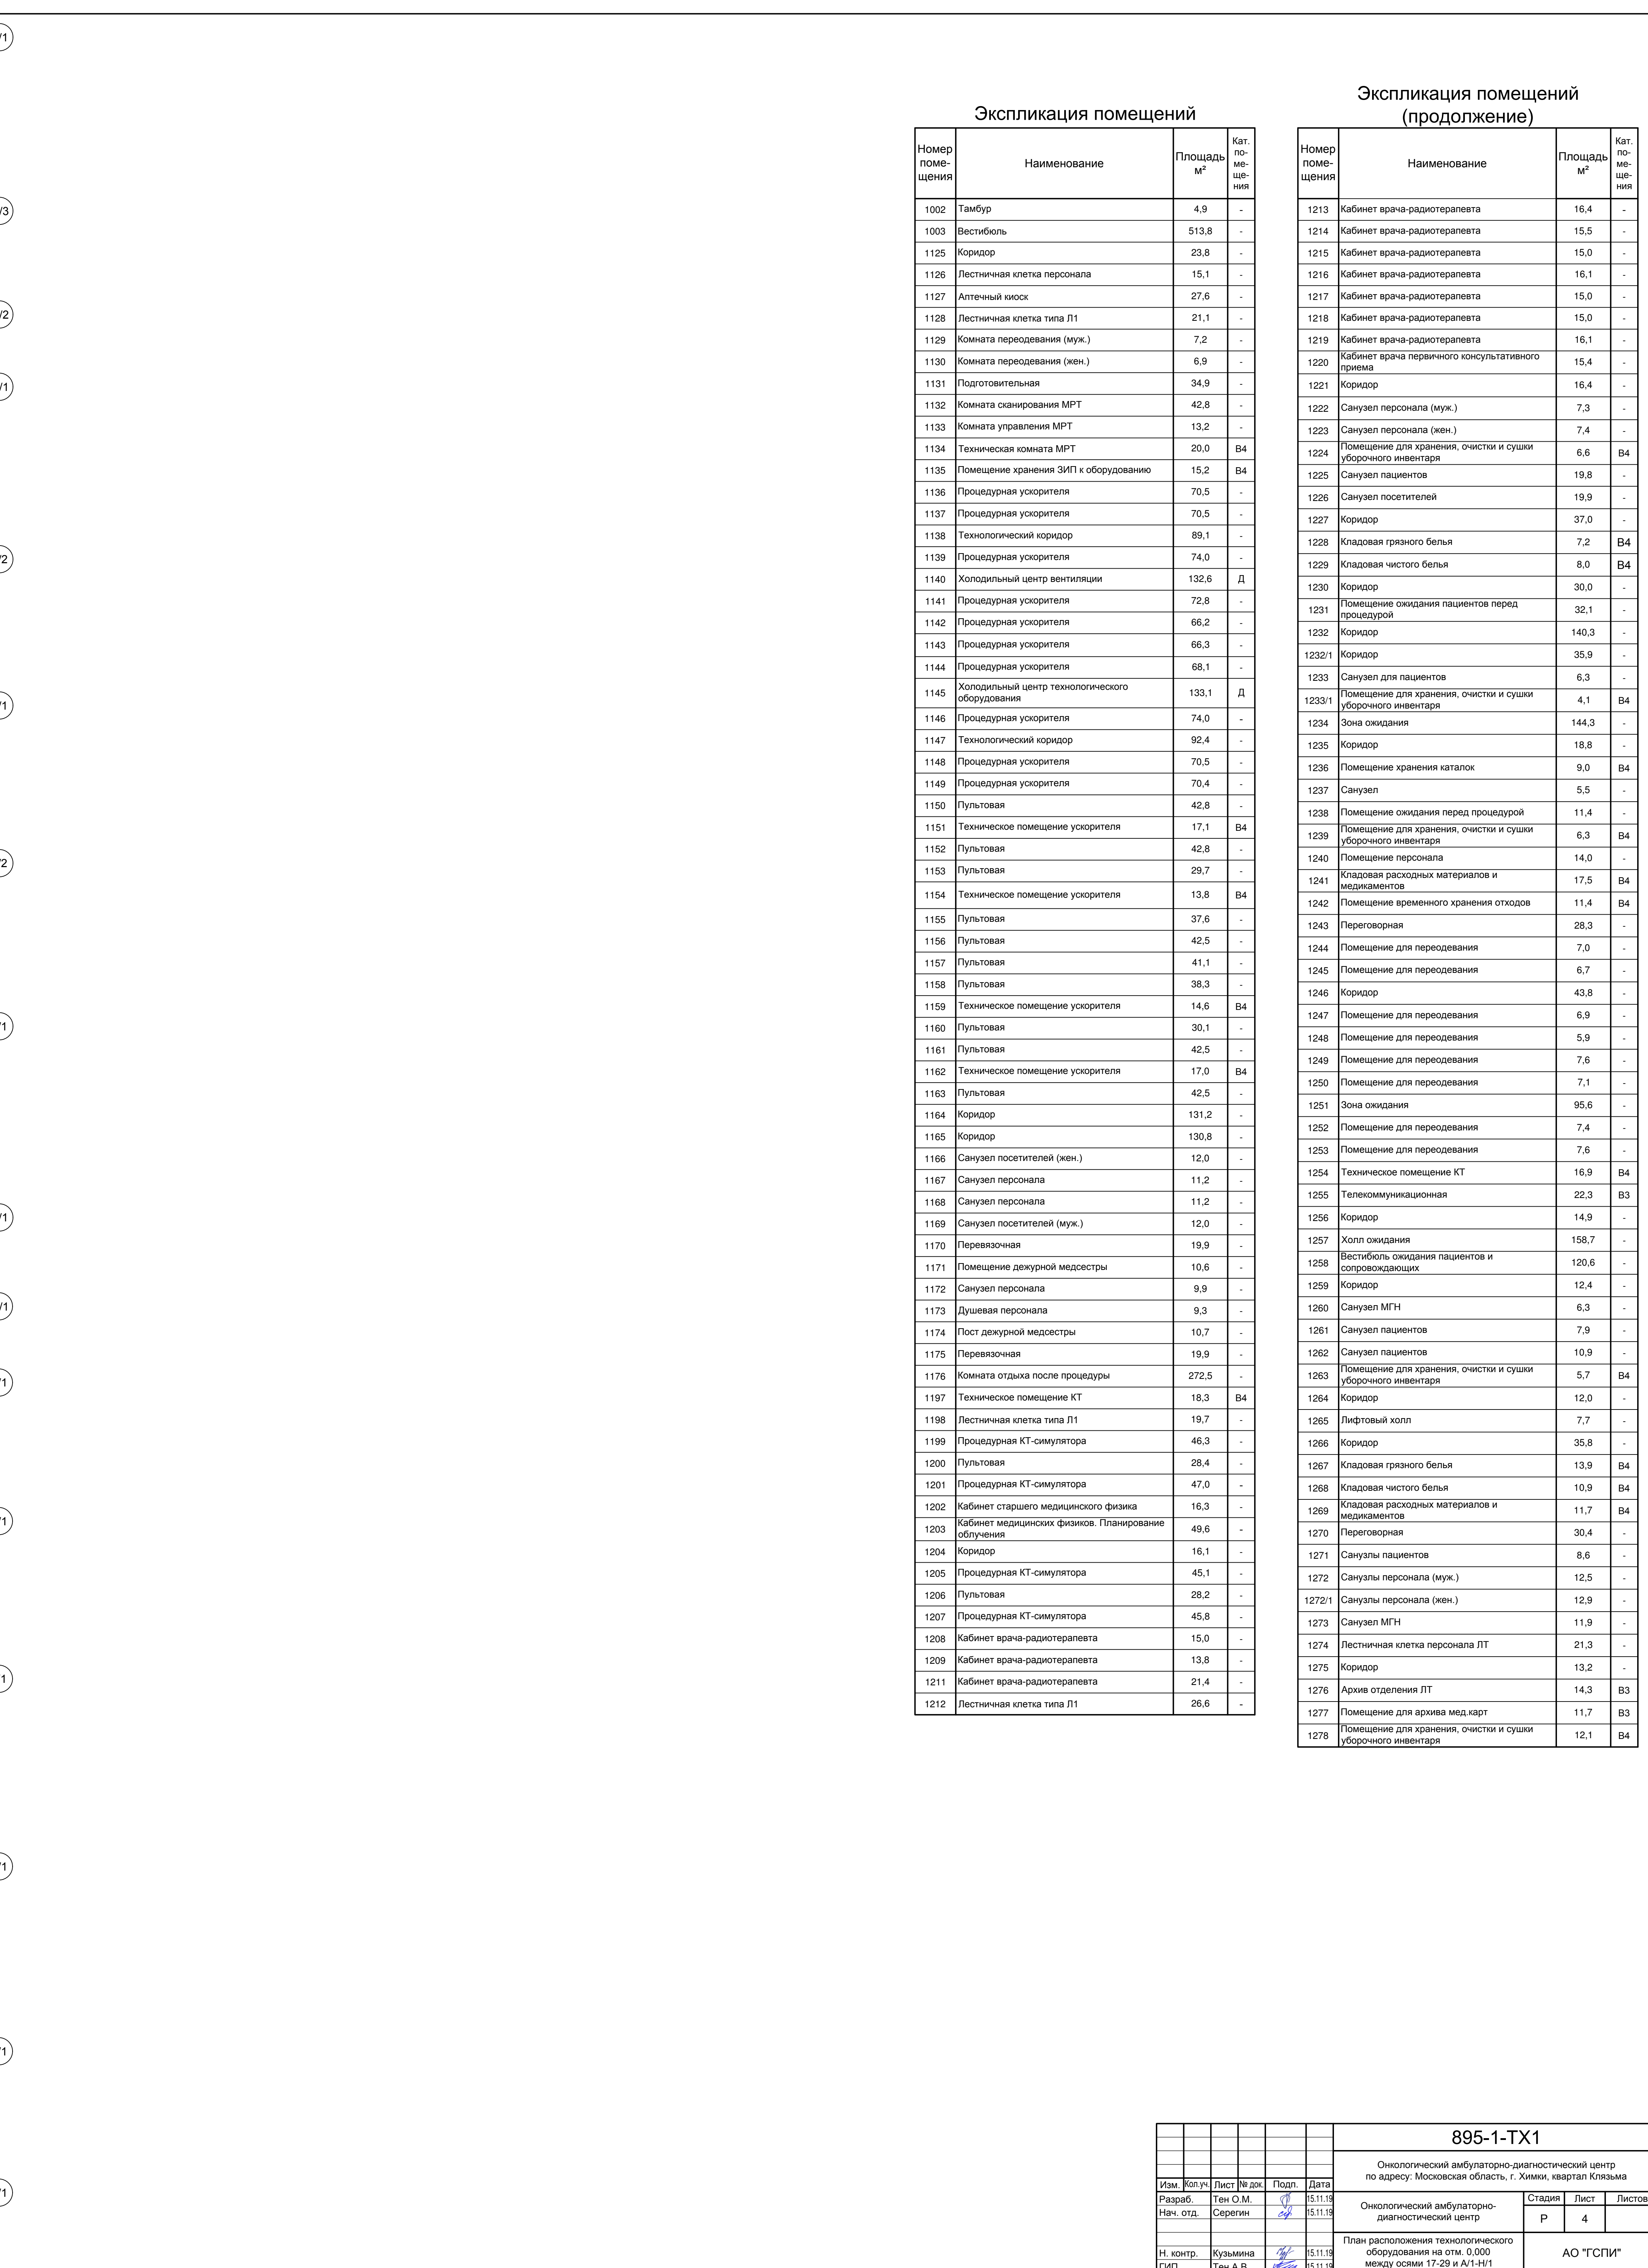 /1
/3
/2
/1
/2
/1
/2
/1
/1
/1
/1
/1
/1
/1
/1
/1
Экспликация помещений
Номер поме-щения Наименование Площадь м² Кат. по-ме-ще-ния
1002 Тамбур 4,9 -
1003 Вестибюль 513,8 -
1125 Коридор 23,8 -
1126 Лестничная клетка персонала 15,1 -
1127 Аптечный киоск 27,6 -
1128 Лестничная клетка типа Л1 21,1 -
1129 Комната переодевания (муж.) 7,2 -
1130 Комната переодевания (жен.) 6,9 -
1131 Подготовительная 34,9 -
1132 Комната сканирования МРТ 42,8 -
1133 Комната управления МРТ 13,2 -
1134 Техническая комната МРТ 20,0 В4
1135 Помещение хранения ЗИП к оборудованию 15,2 В4
1136 Процедурная ускорителя 70,5 -
1137 Процедурная ускорителя 70,5 -
1138 Технологический коридор 89,1 -
1139 Процедурная ускорителя 74,0 -
1140 Холодильный центр вентиляции 132,6 Д
1141 Процедурная ускорителя 72,8 -
1142 Процедурная ускорителя 66,2 -
1143 Процедурная ускорителя 66,3 -
1144 Процедурная ускорителя 68,1 -
1145 Холодильный центр технологического оборудования 133,1 Д
1146 Процедурная ускорителя 74,0 -
1147 Технологический коридор 92,4 -
1148 Процедурная ускорителя 70,5 -
1149 Процедурная ускорителя 70,4 -
1150 Пультовая 42,8 -
1151 Техническое помещение ускорителя 17,1 В4
1152 Пультовая 42,8 -
1153 Пультовая 29,7 -
1154 Техническое помещение ускорителя 13,8 В4
1155 Пультовая 37,6 -
1156 Пультовая 42,5 -
1157 Пультовая 41,1 -
1158 Пультовая 38,3 -
1159 Техническое помещение ускорителя 14,6 В4
1160 Пультовая 30,1 -
1161 Пультовая 42,5 -
1162 Техническое помещение ускорителя 17,0 В4
1163 Пультовая 42,5 -
1164 Коридор 131,2 -
1165 Коридор 130,8 -
1166 Санузел посетителей (жен.) 12,0 -
1167 Санузел персонала 11,2 -
1168 Санузел персонала 11,2 -
1169 Санузел посетителей (муж.) 12,0 -
1170 Перевязочная 19,9 -
1171 Помещение дежурной медсестры 10,6 -
1172 Санузел персонала 9,9 -
1173 Душевая персонала 9,3 -
1174 Пост дежурной медсестры 10,7 -
1175 Перевязочная 19,9 -
1176 Комната отдыха после процедуры 272,5 -
1197 Техническое помещение КТ 18,3 В4
1198 Лестничная клетка типа Л1 19,7 -
1199 Процедурная КТ-симулятора 46,3 -
1200 Пультовая 28,4 -
1201 Процедурная КТ-симулятора 47,0 -
1202 Кабинет старшего медицинского физика 16,3 -
1203 Кабинет медицинских физиков. Планирование облучения 49,6 -
1204 Коридор 16,1 -
1205 Процедурная КТ-симулятора 45,1 -
1206 Пультовая 28,2 -
1207 Процедурная КТ-симулятора 45,8 -
1208 Кабинет врача-радиотерапевта 15,0 -
1209 Кабинет врача-радиотерапевта 13,8 -
1211 Кабинет врача-радиотерапевта 21,4 -
1212 Лестничная клетка типа Л1 26,6 -
Экспликация помещений
(продолжение)
Номер поме-щения Наименование Площадь м² Кат. по-ме-ще-ния
1213 Кабинет врача-радиотерапевта 16,4 -
1214 Кабинет врача-радиотерапевта 15,5 -
1215 Кабинет врача-радиотерапевта 15,0 -
1216 Кабинет врача-радиотерапевта 16,1 -
1217 Кабинет врача-радиотерапевта 15,0 -
1218 Кабинет врача-радиотерапевта 15,0 -
1219 Кабинет врача-радиотерапевта 16,1 -
1220 Кабинет врача первичного консультативного приема 15,4 -
1221 Коридор 16,4 -
1222 Санузел персонала (муж.) 7,3 -
1223 Санузел персонала (жен.) 7,4 -
1224 Помещение для хранения, очистки и сушки уборочного инвентаря 6,6 В4
1225 Санузел пациентов 19,8 -
1226 Санузел посетителей 19,9 -
1227 Коридор 37,0 -
1228 Кладовая грязного белья 7,2 В4
1229 Кладовая чистого белья 8,0 В4
1230 Коридор 30,0 -
1231 Помещение ожидания пациентов перед процедурой 32,1 -
1232 Коридор 140,3 -
1232/1 Коридор 35,9 -
1233 Санузел для пациентов 6,3 -
1233/1 Помещение для хранения, очистки и сушки уборочного инвентаря 4,1 В4
1234 Зона ожидания 144,3 -
1235 Коридор 18,8 -
1236 Помещение хранения каталок 9,0 В4
1237 Санузел 5,5 -
1238 Помещение ожидания перед процедурой 11,4 -
1239 Помещение для хранения, очистки и сушки уборочного инвентаря 6,3 В4
1240 Помещение персонала 14,0 -
1241 Кладовая расходных материалов и медикаментов 17,5 В4
1242 Помещение временного хранения отходов 11,4 В4
1243 Переговорная 28,3 -
1244 Помещение для переодевания 7,0 -
1245 Помещение для переодевания 6,7 -
1246 Коридор 43,8 -
1247 Помещение для переодевания 6,9 -
1248 Помещение для переодевания 5,9 -
1249 Помещение для переодевания 7,6 -
1250 Помещение для переодевания 7,1 -
1251 Зона ожидания 95,6 -
1252 Помещение для переодевания 7,4 -
1253 Помещение для переодевания 7,6 -
1254 Техническое помещение КТ 16,9 В4
1255 Телекоммуникационная 22,3 В3
1256 Коридор 14,9 -
1257 Холл ожидания 158,7 -
1258 Вестибюль ожидания пациентов и сопровождающих 120,6 -
1259 Коридор 12,4 -
1260 Санузел МГН 6,3 -
1261 Санузел пациентов 7,9 -
1262 Санузел пациентов 10,9 -
1263 Помещение для хранения, очистки и сушки уборочного инвентаря 5,7 В4
1264 Коридор 12,0 -
1265 Лифтовый холл 7,7 -
1266 Коридор 35,8 -
1267 Кладовая грязного белья 13,9 В4
1268 Кладовая чистого белья 10,9 В4
1269 Кладовая расходных материалов и медикаментов 11,7 В4
1270 Переговорная 30,4 -
1271 Санузлы пациентов 8,6 -
1272 Санузлы персонала (муж.) 12,5 -
1272/1 Санузлы персонала (жен.) 12,9 -
1273 Санузел МГН 11,9 -
1274 Лестничная клетка персонала ЛТ 21,3 -
1275 Коридор 13,2 -
1276 Архив отделения ЛТ 14,3 В3
1277 Помещение для архива мед.карт 11,7 В3
1278 Помещение для хранения, очистки и сушки уборочного инвентаря 12,1 В4
895-1-ТХ1
Онкологический амбулаторно-диагностический центр
по адресу: Московская область, г. Химки, квартал Клязьма
Изм. Кол.уч. Лист № док. Подп. Дата
Разраб. Тен О.М. 15.11.19
Нач. отд. Серегин 15.11.19
Н. контр. Кузьмина 15.11.19
ГИП Тен А.В. 15.11.19
Онкологический амбулаторно-
диагностический центр
Стадия Лист Листов
Р 4
План расположения технологического
оборудования на отм. 0,000
между осями 17-29 и А/1-Н/1
АО "ГСПИ"